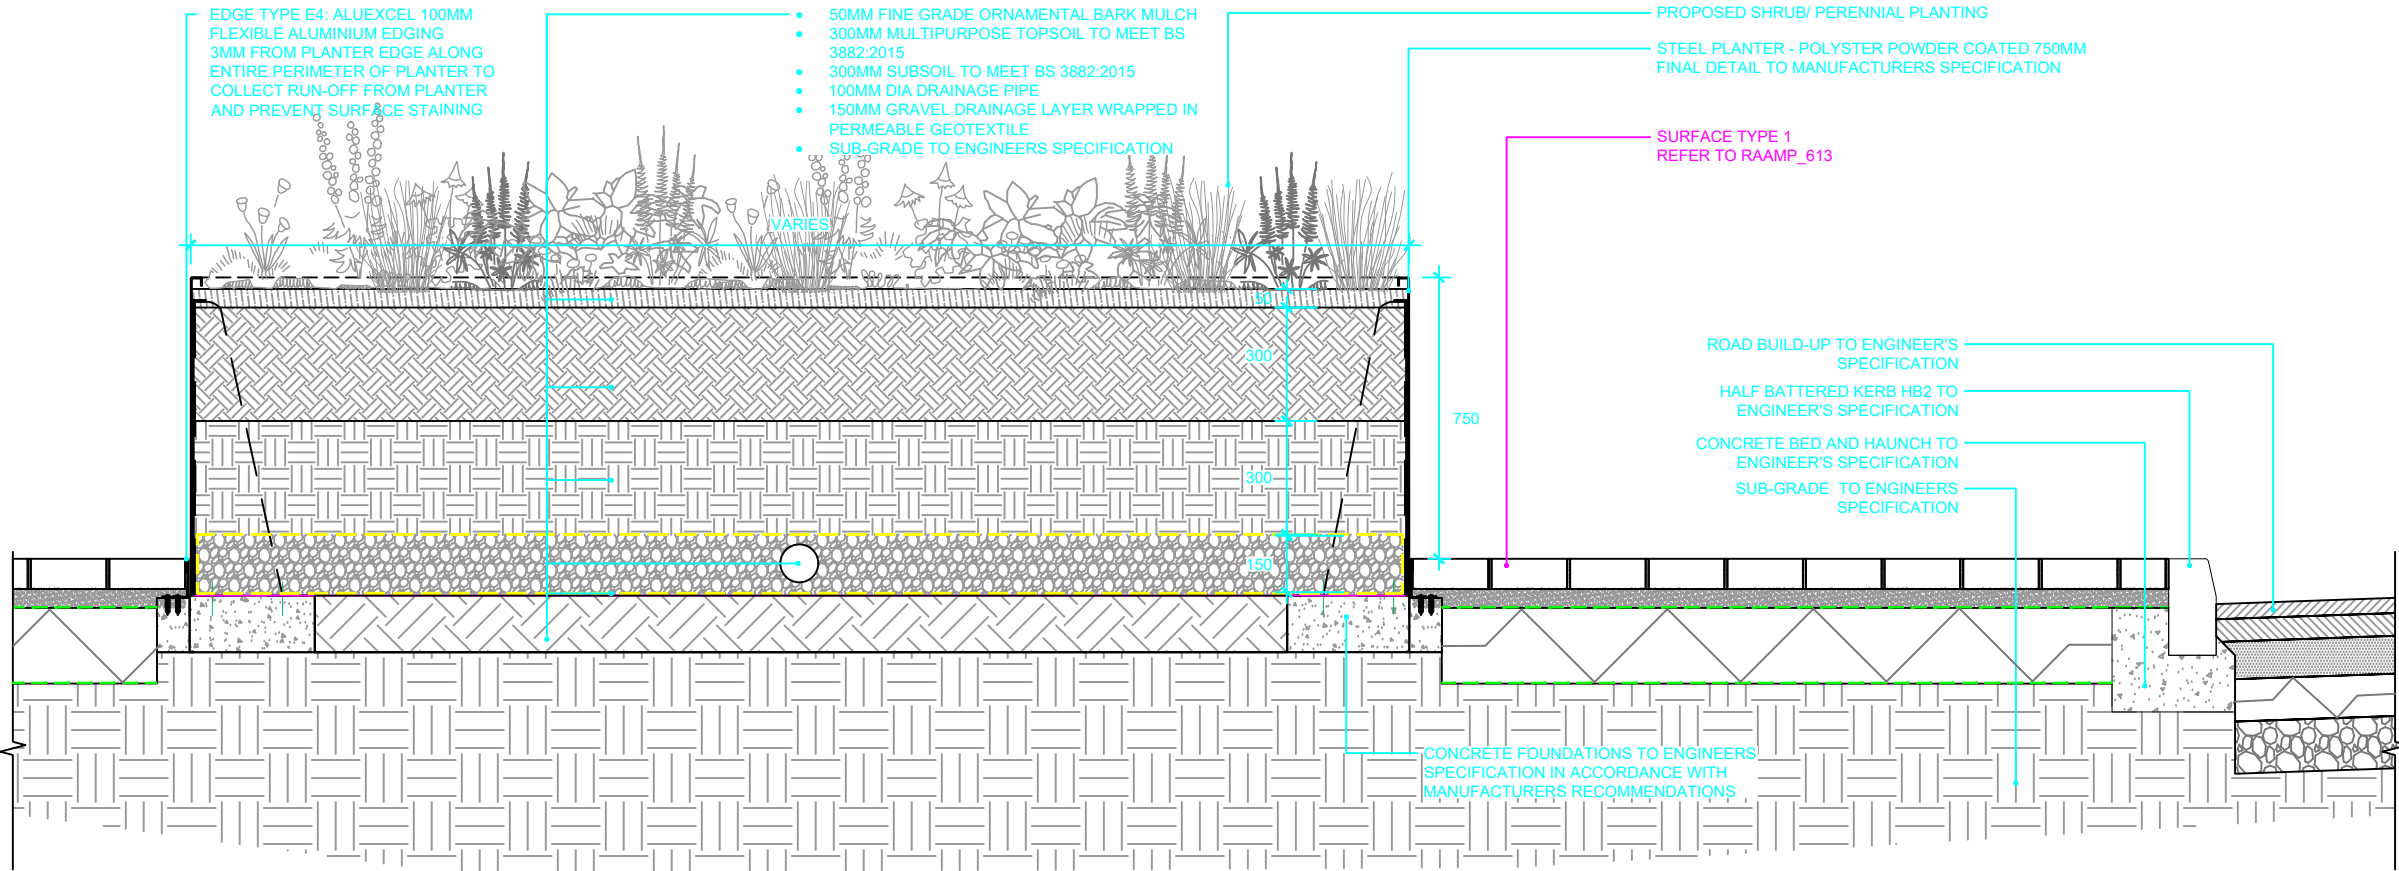 EDGE TYPE E4: ALUEXCEL 100MM
FLEXIBLE ALUMINIUM EDGING
3MM FROM PLANTER EDGE ALONG
ENTIRE PERIMETER OF PLANTER TO
COLLECT RUN-OFF FROM PLANTER
AND PREVENT SURFACE STAINING
• 50MM FINE GRADE ORNAMENTAL BARK MULCH
• 300MM MULTIPURPOSE TOPSOIL TO MEET BS
3882:2015
• 300MM SUBSOIL TO MEET BS 3882:2015
• 100MM DIA DRAINAGE PIPE
• 150MM GRAVEL DRAINAGE LAYER WRAPPED IN
PERMEABLE GEOTEXTILE
• SUB-GRADE TO ENGINEERS SPECIFICATION
PROPOSED SHRUB/ PERENNIAL PLANTING
STEEL PLANTER - POLYSTER POWDER COATED 750MM
FINAL DETAIL TO MANUFACTURERS SPECIFICATION
SURFACE TYPE 1
REFER TO RAAMP_613
VARIES
50
300
300
150
750
ROAD BUILD-UP TO ENGINEER'S
SPECIFICATION
HALF BATTERED KERB HB2 TO
ENGINEER'S SPECIFICATION
CONCRETE BED AND HAUNCH TO
ENGINEER'S SPECIFICATION
SUB-GRADE TO ENGINEERS
SPECIFICATION
CONCRETE FOUNDATIONS TO ENGINEERS
SPECIFICATION IN ACCORDANCE WITH
MANUFACTURERS RECOMMENDATIONS